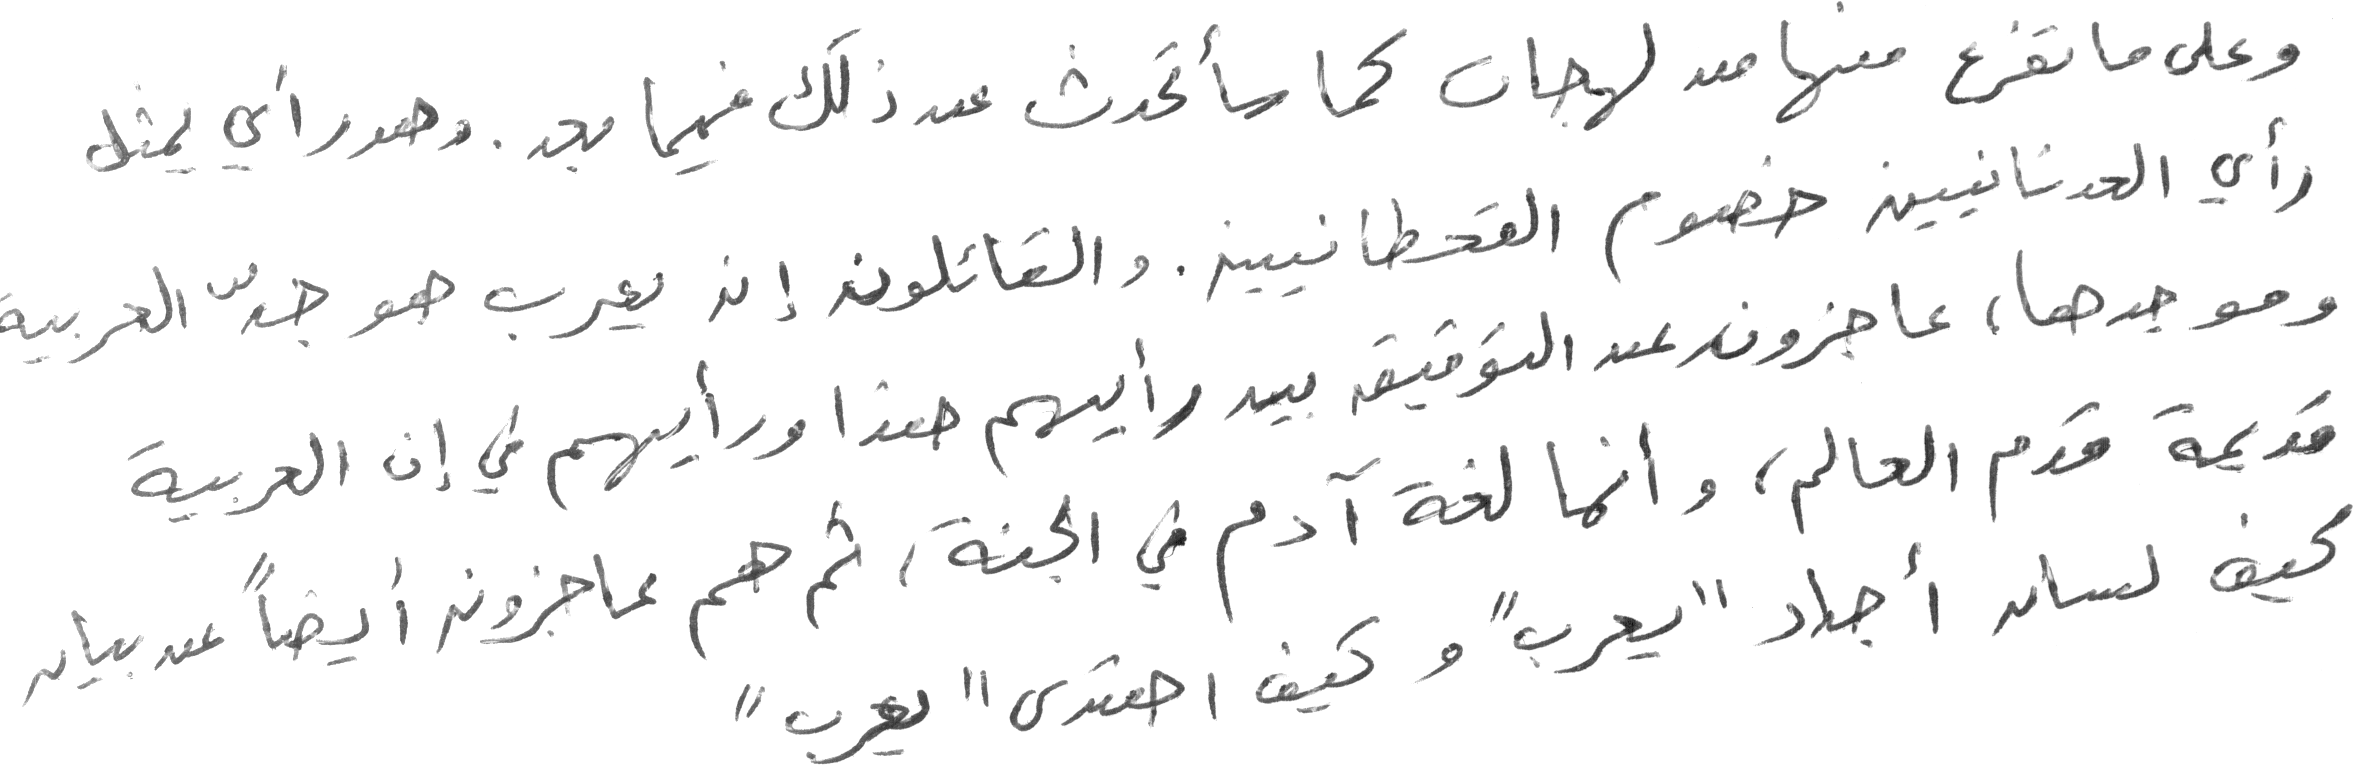 وعلى ما تفرع منها من لهجات كما سأتحدث عن ذلك فيما بعد. وهو رأي يمثل
رأي العدنانيين خصوم القحطانيين. والقائلون إن يعرب هو جدّ العربية
وموجدها، عاجزون عن التوفيق بين رأيهم هذا ورأيهم في إن العربية
قديمة قدم العالم، وأنها لغة آدم في الجنة، ثم هم عاجزون أيضاً عن بيان
كيف لسان أجداد "يعرب" و كيف اهتدى "يعرب"